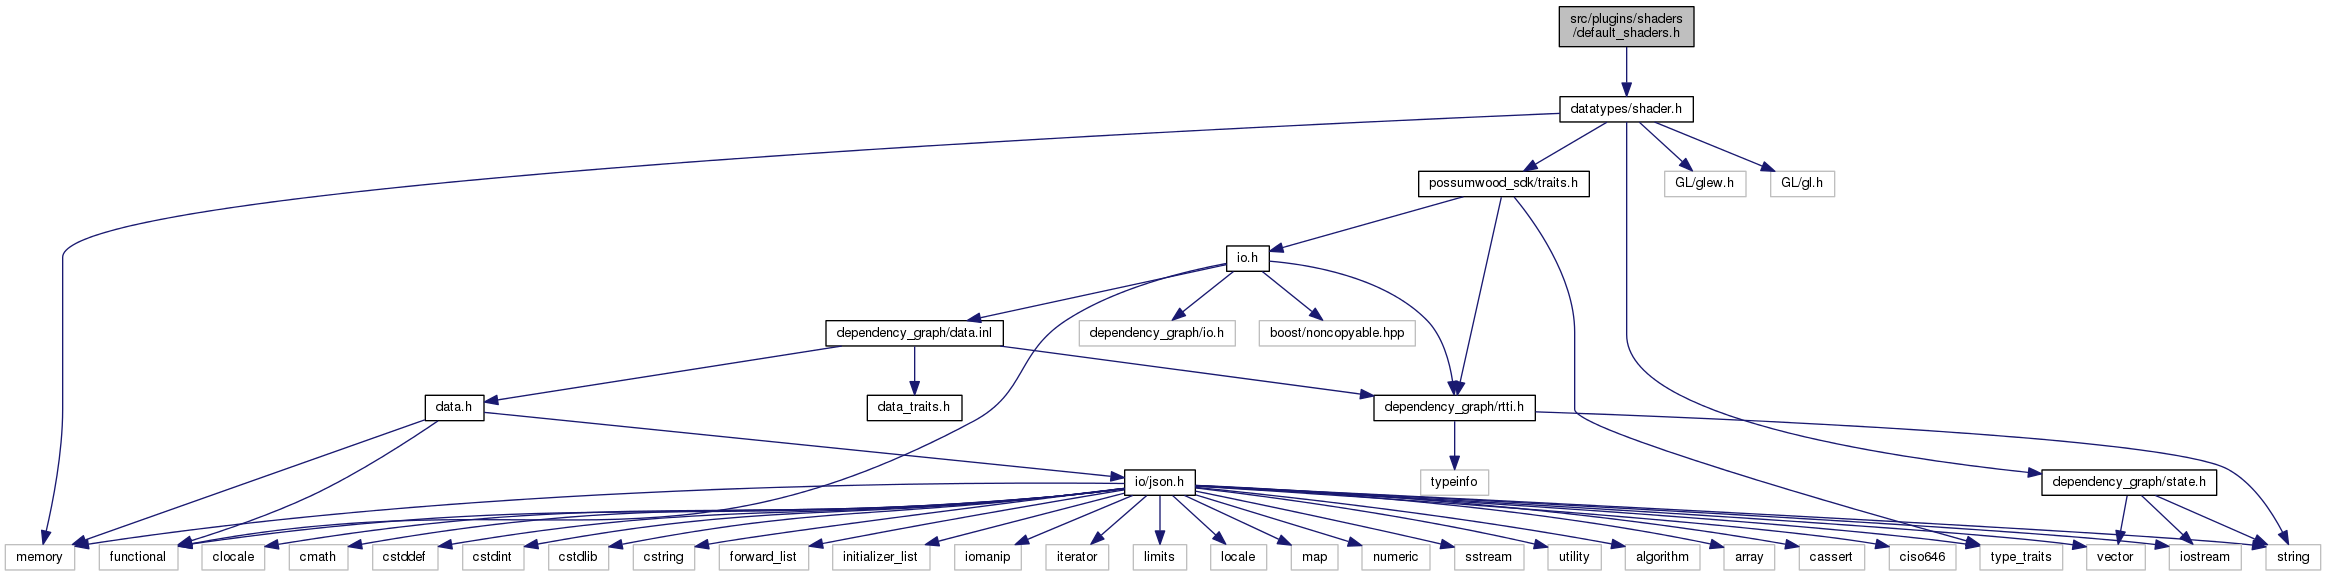 src/plugins/shaders
/default_shaders.h
datatypes/shader.h
possumwood_sdk/traits.h
GL/glew.h
GL/gl.h
io.h
dependency_graph/data.inl
dependency_graph/io.h
boost/noncopyable.hpp
data.h
data_traits.h
dependency_graph/rtti.h
io/json.h
typeinfo
dependency_graph/state.h
memory
functional
clocale
cmath
cstddef
cstdint
cstdlib
cstring
forward_list
initializer_list
iomanip
iterator
limits
locale
map
numeric
sstream
utility
algorithm
array
cassert
ciso646
type_traits
vector
iostream
string